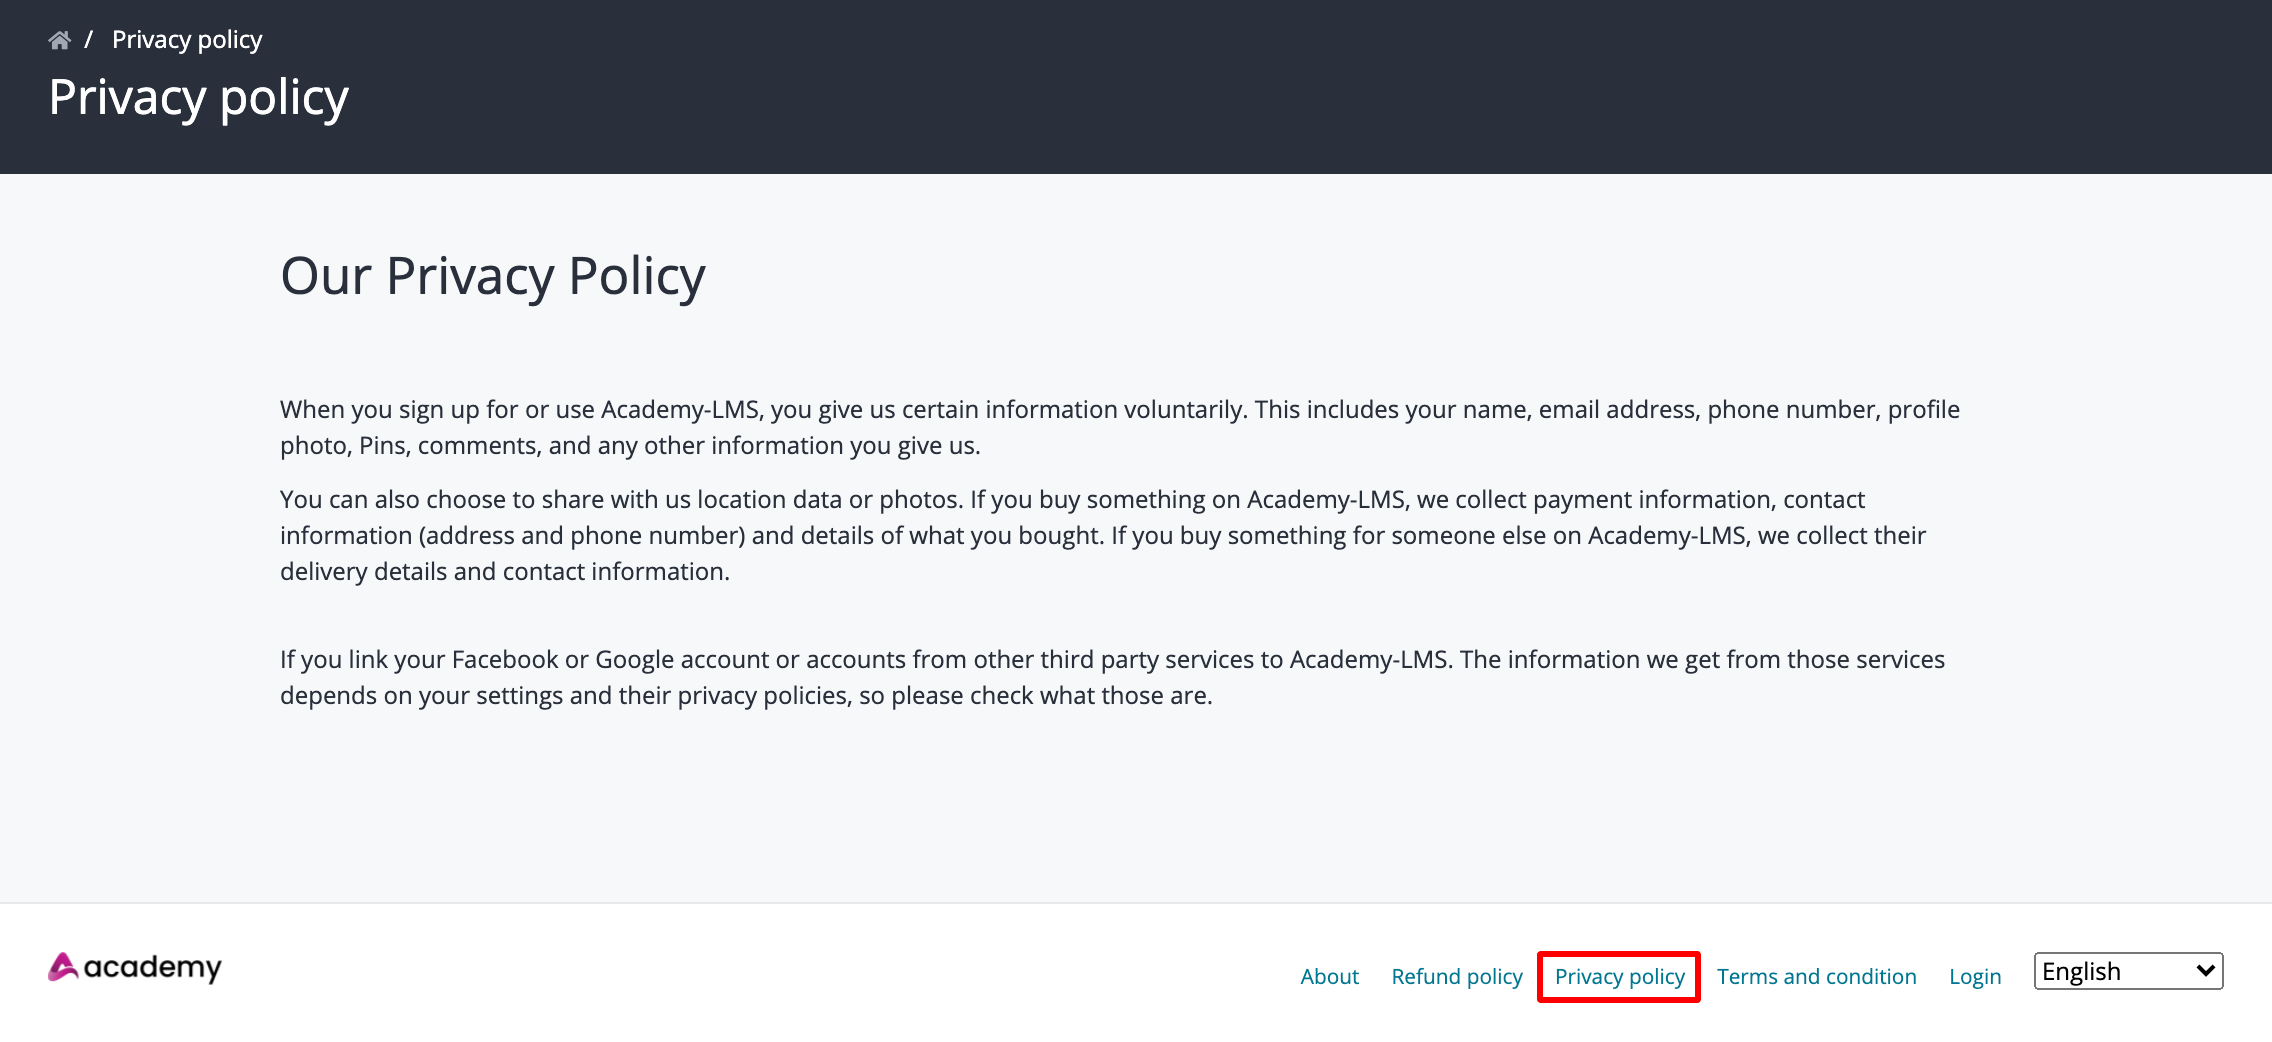 / Privacy policy
Privacy policy
Our Privacy Policy
When you sign up for or use Academy-LMS, you give us certain information voluntarily. This includes your name, email address, phone number, profile
photo, Pins, comments, and any other information you give us.
You can also choose to share with us location data or photos. If you buy something on Academy-LMS, we collect payment information, contact
information (address and phone number) and details of what you bought. If you buy something for someone else on Academy-LMS, we collect their
delivery details and contact information.
If you link your Facebook or Google account or accounts from other third party services to Academy-LMS. The information we get from those services
depends on your settings and their privacy policies, so please check what those are.
academy
About Refund policy Privacy policy Terms and condition Login English